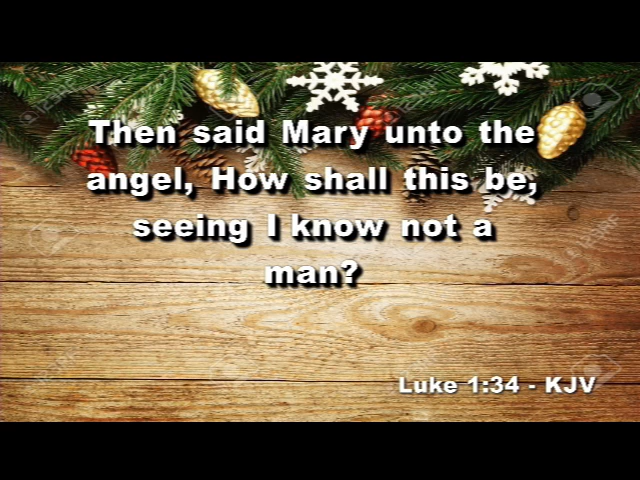 Then said Mary unto the
angel, How shall this be,
seeing I know not a
man?
Luke 1:34 - KJV